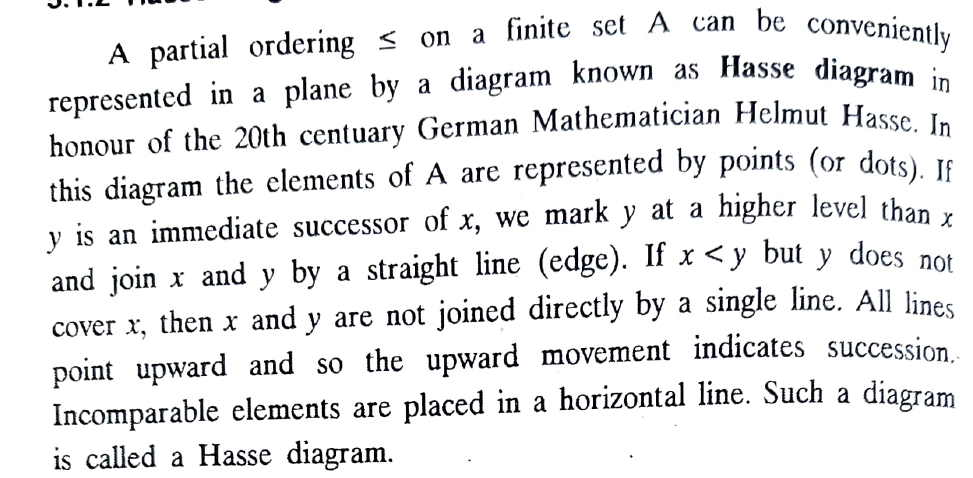 A partial ordering ≤ on a finite set A can be conveniently
represented in a plane by a diagram known as Hasse diagram in
honour of the 20th centuary German Mathematician Helmut Hasse. In
this diagram the elements of A are represented by points (or dots). If
y is an immediate successor of x, we mark y at a higher level than x
and join x and y by a straight line (edge). If x < y but y does not
cover x, then x and y are not joined directly by a single line. All lines
point upward and so the upward movement indicates succession.
Incomparable elements are placed in a horizontal line. Such a diagram
is called a Hasse diagram.